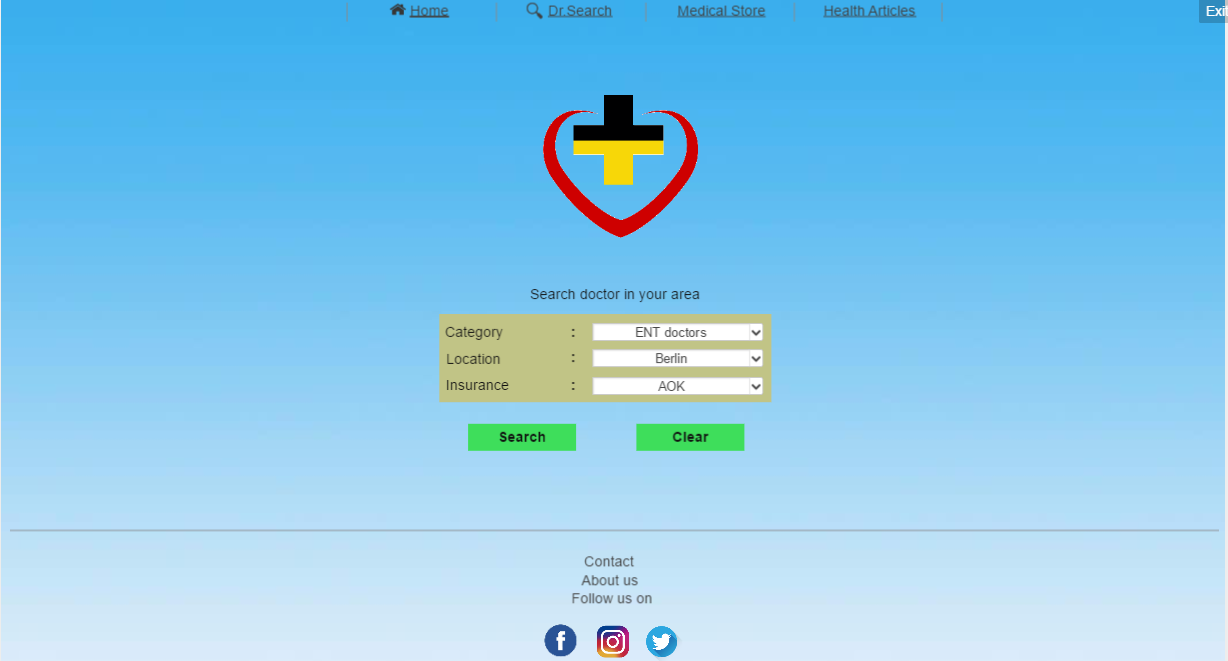 Home Dr.Search Medical Store Health Articles
Search doctor in your area
Category : ENT doctors
Location : Berlin
Insurance : AOK
Search Clear
Contact
About us
Follow us on